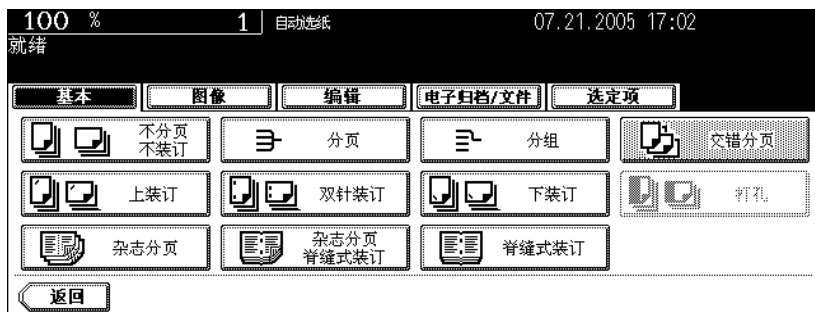 100 % 1 自动选纸 07.21.2005 17:02
就绪
基本 图像 编辑 电子归档/文件 选定项
不分页
不装订
分页 分组 交错分页
上装订 双针装订 下装订 打孔
杂志分页
杂志分页
脊缝式装订
脊缝式装订
返回